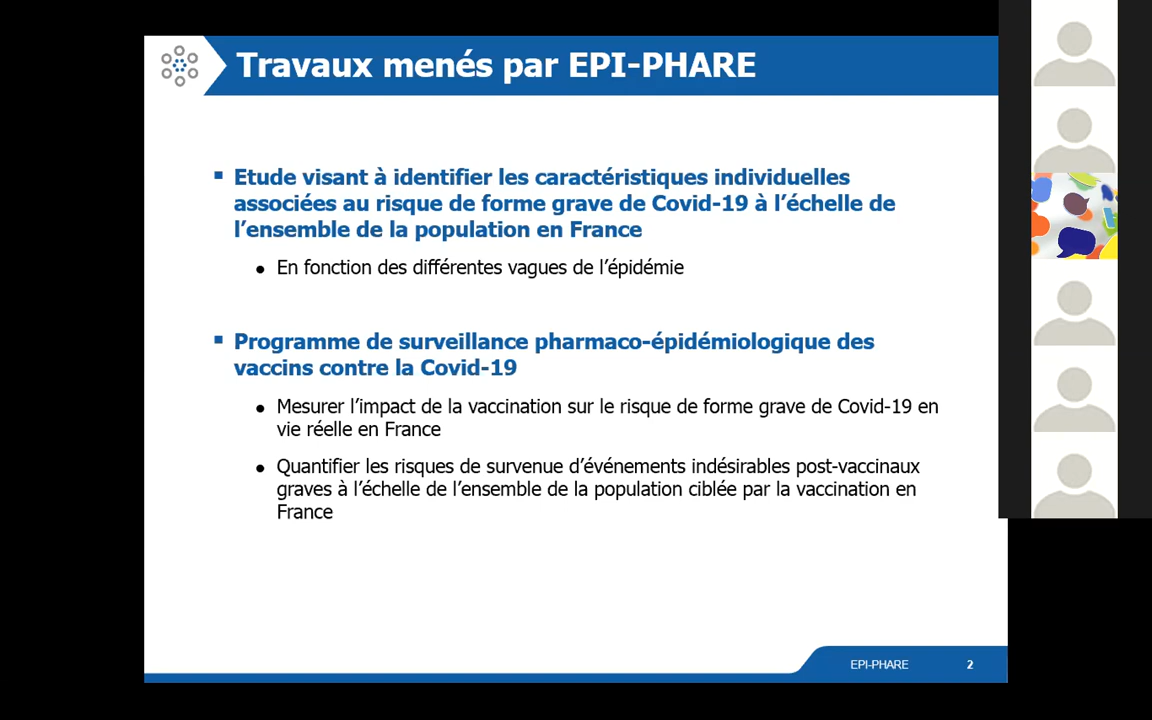 Travaux menés par EPI-PHARE
Etude visant à identifier les caractéristiques individuelles
associées au risque de forme grave de Covid-19 à l’échelle de
l’ensemble de la population en France
En fonction des différentes vagues de l’épidémie
Programme de surveillance pharmaco-épidémiologique des
vaccins contre la Covid-19
Mesurer l’impact de la vaccination sur le risque de forme grave de Covid-19 en
vie réelle en France
Quantifier les risques de survenue d’événements indésirables post-vaccinaux
graves à l’échelle de l’ensemble de la population ciblée par la vaccination en
France
EPI-PHARE 2